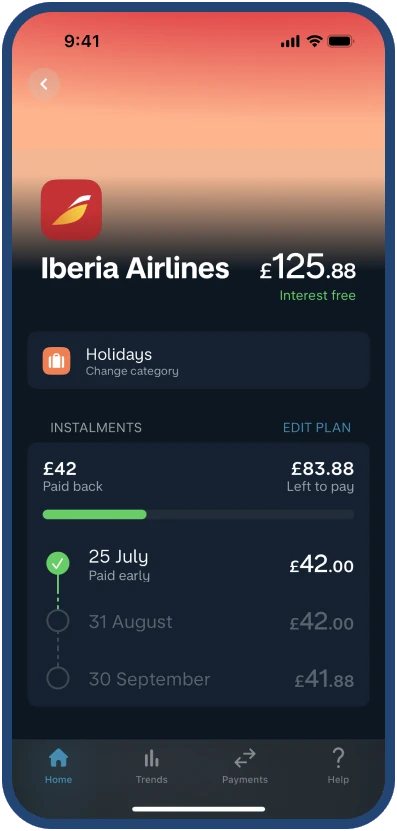 9:41
Iberia Airlines £125.88
Interest free
Holidays
Change category
INSTALMENTS EDIT PLAN
£42 £83.88
Paid back Left to pay
25 July £42.00
Paid early
31 August £42.00
30 September £41.88
Home Trends Payments Help